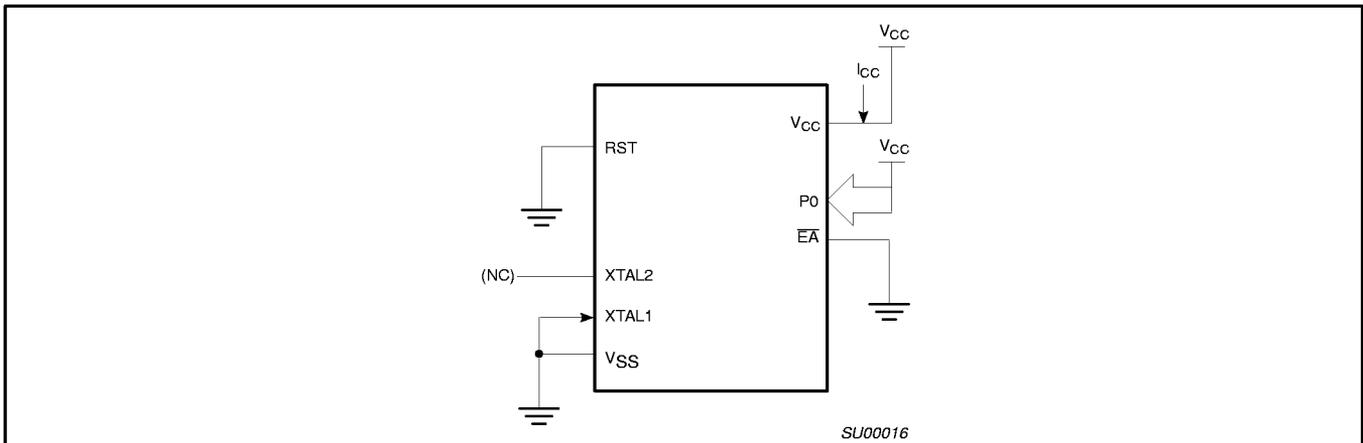 VCC
ICC
VCC
RST
VCC
P0
EA
(NC)
XTAL2
XTAL1
VSS
SU00016